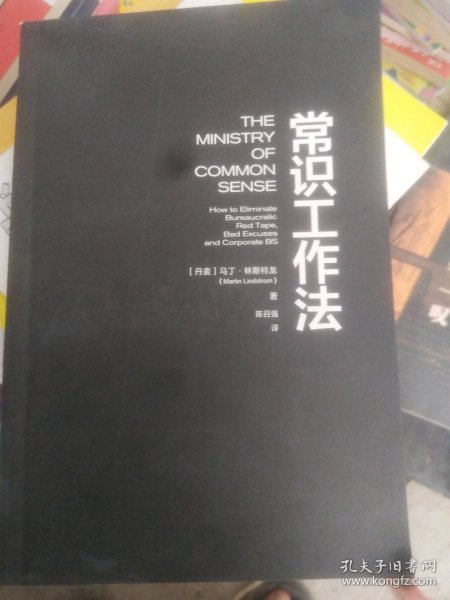 常识工作法
THE
MINISTRY
OF
COMMON
SENSE
How to Eliminate
Bureaucratic
Red Tape,
Bad Excuses
and Corporate BS
［丹麦］马丁·林斯特龙
（Martin Lindstrom）
著
陈召强
译
叹
孔夫子旧书网
www.kongfz.com